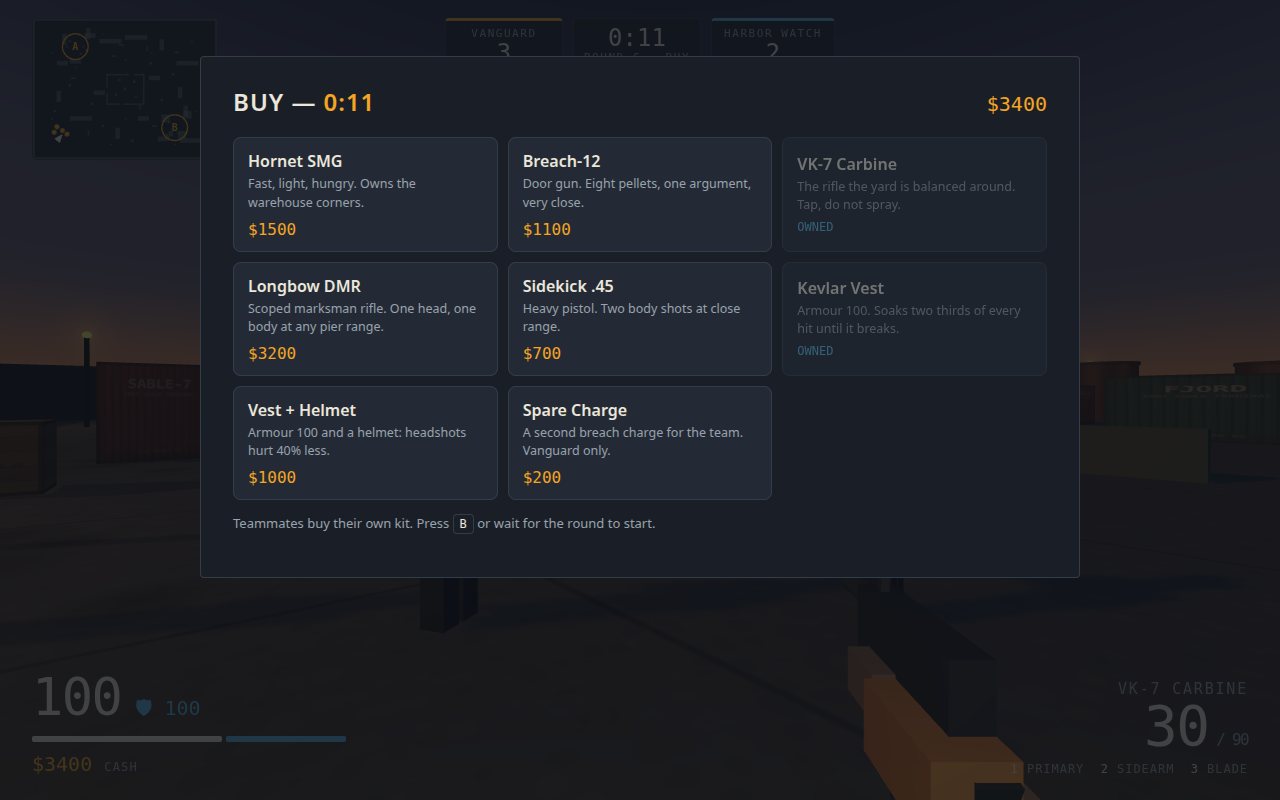 A
B
VANGUARD
3
0:11
HARBOR WATCH
2
BUY — 0:11
$3400
Hornet SMG
Fast, light, hungry. Owns the
warehouse corners.
$1500
Breach-12
Door gun. Eight pellets, one argument,
very close.
$1100
VK-7 Carbine
The rifle the yard is balanced around.
Tap, do not spray.
OWNED
Longbow DMR
Scoped marksman rifle. One head, one
body at any pier range.
$3200
Sidekick .45
Heavy pistol. Two body shots at close
range.
$700
Kevlar Vest
Armour 100. Soaks two thirds of every
hit until it breaks.
OWNED
Vest + Helmet
Armour 100 and a helmet: headshots
hurt 40% less.
$1000
Spare Charge
A second breach charge for the team.
Vanguard only.
$200
Teammates buy their own kit. Press B or wait for the round to start.
SABLE-7
FJORD
100 100
$3400 CASH
VK-7 CARBINE
30 / 90
1 PRIMARY 2 SIDEARM 3 BLADE